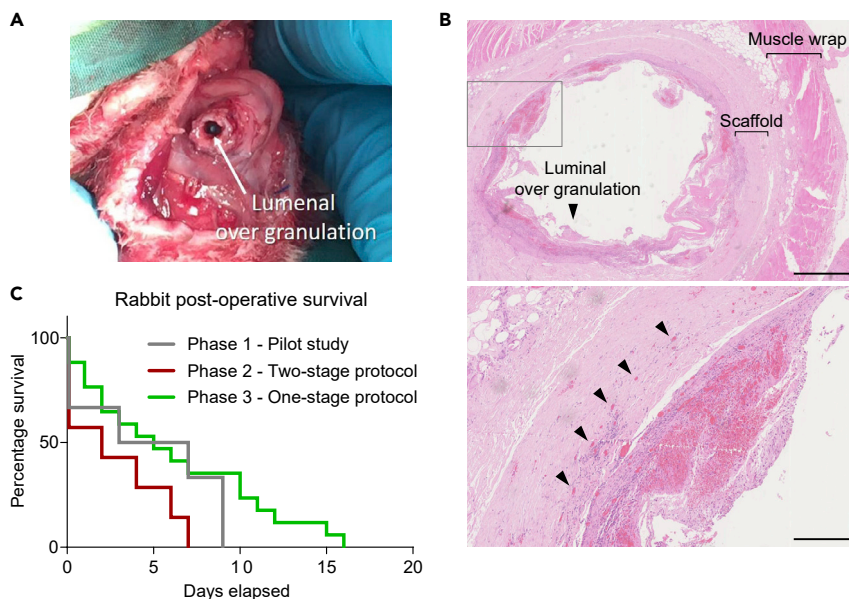 A
Lumenal
over granulation
B
Muscle wrap
Scaffold
Luminal
over granulation
C
Rabbit post-operative survival
Percentage survival
100
50
0
Phase 1 - Pilot study
Phase 2 - Two-stage protocol
Phase 3 - One-stage protocol
0 5 10 15 20
Days elapsed